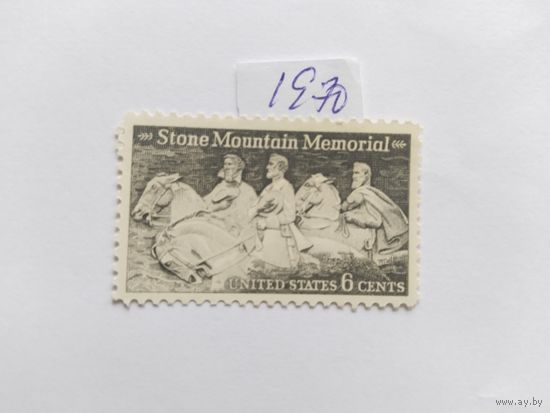 1970
Stone Mountain Memorial
UNITED STATES 6 CENTS
www.ay.by